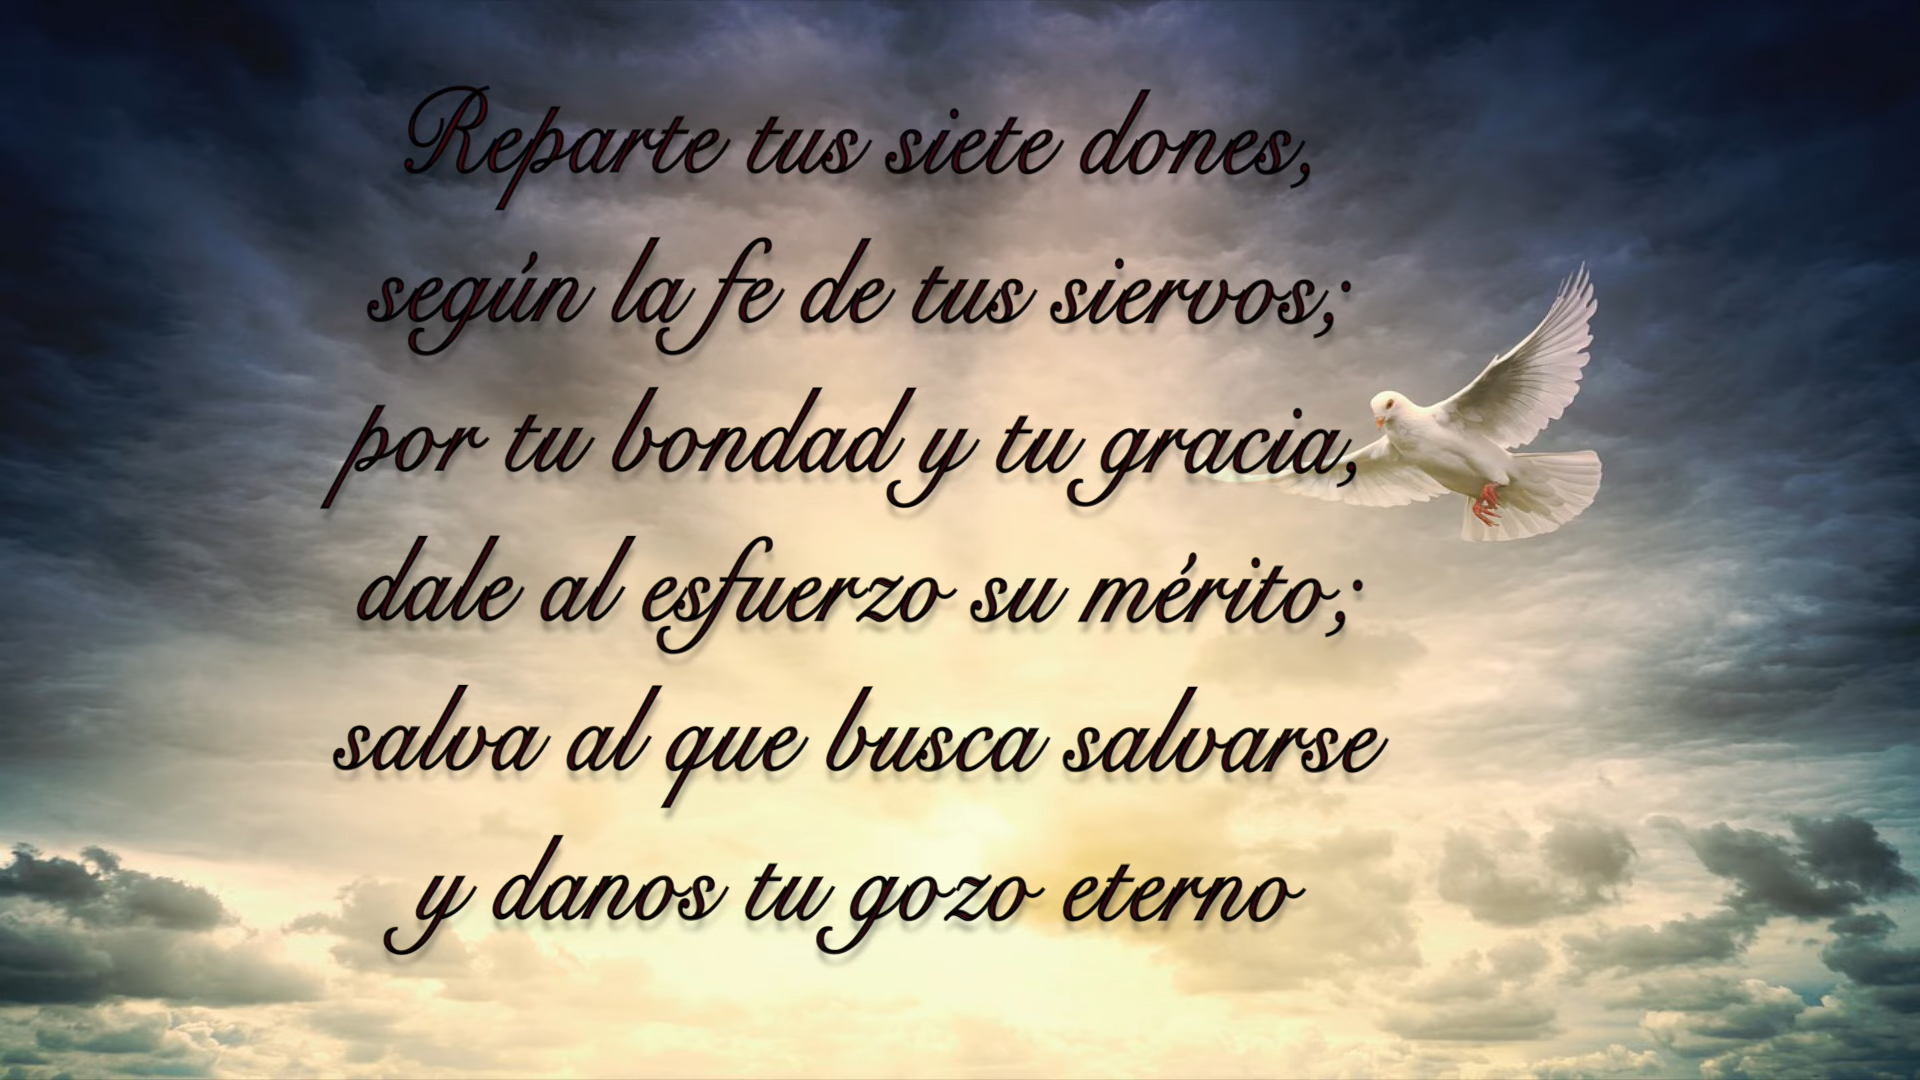 Reparte tus siete dones,
según la fe de tus siervos;
por tu bondad y tu gracia,
dale al esfuerzo su mérito;
salva al que busca salvarse
y danos tu gozo eterno